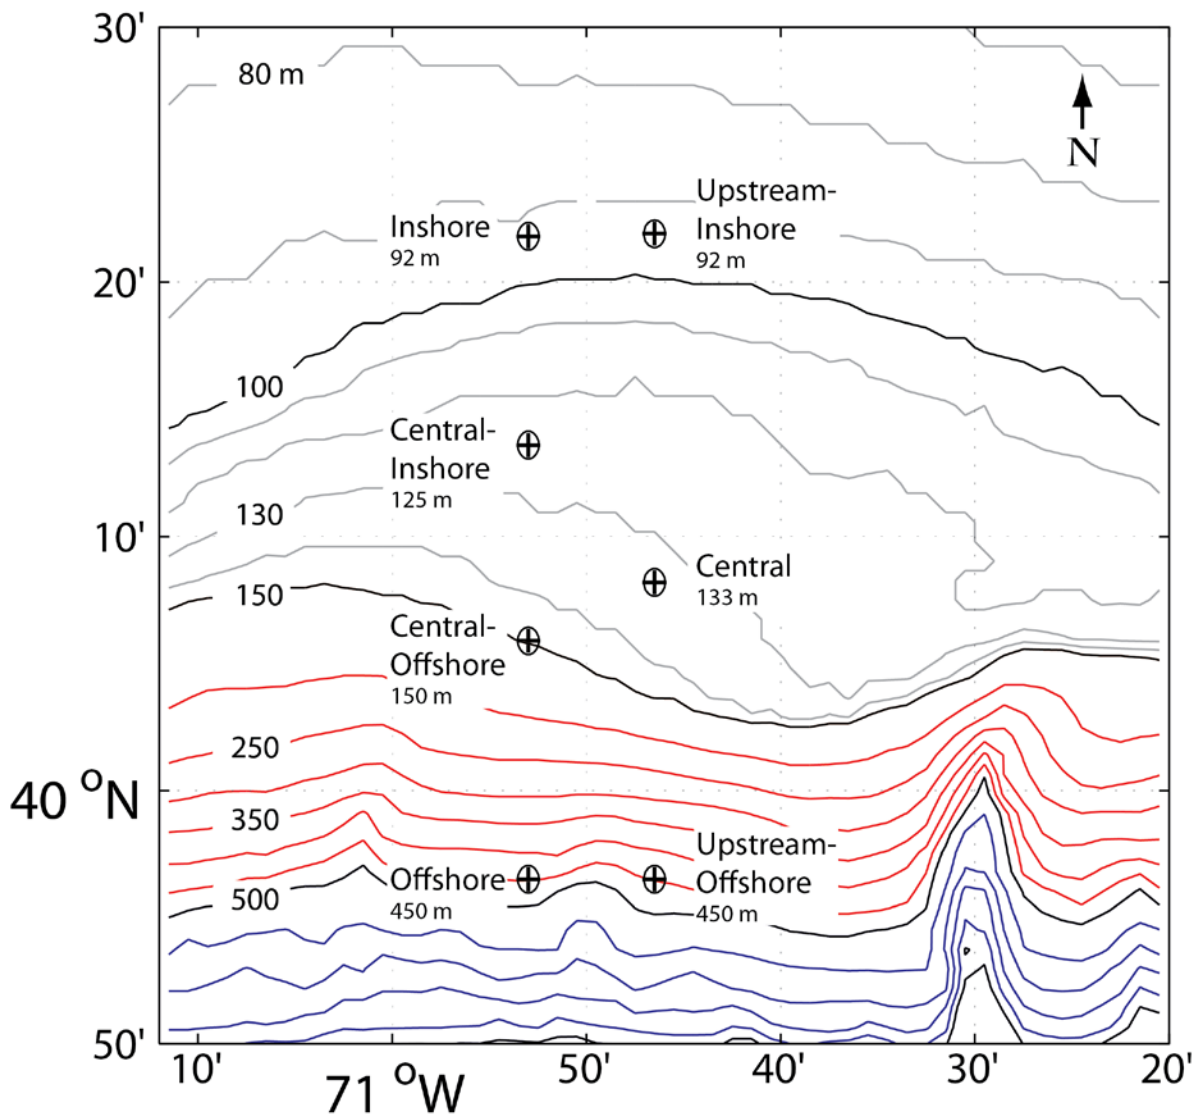 30'
80 m
N
Upstream-
Inshore
92 m
Inshore
92 m
20'
100
Central-
Inshore
125 m
130
10'
Central
133 m
150
Central-
Offshore
150 m
250
40 °N
350
Upstream-
Offshore
450 m
Offshore
450 m
500
50'
10'
71 °W
50'
40'
30'
20'